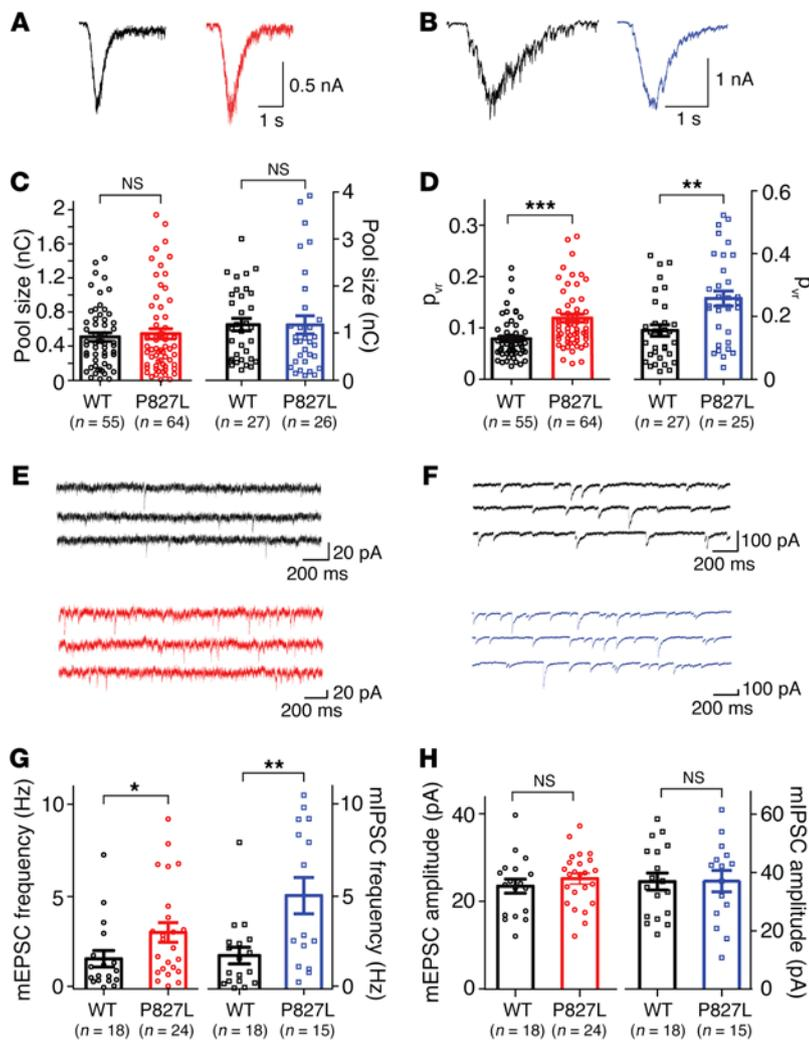 A
0.5 nA
1 s
B
1 nA
1 s
C
NS
NS
Pool size (nC)
2
1.6
1.2
0.8
0.4
0
4
3
2
1
0
Pool size (nC)
WT
P827L
WT
P827L
(n = 55)
(n = 64)
(n = 27)
(n = 26)
D
***
**
pvr
0.3
0.2
0.1
0
0.6
0.4
0.2
0
pvr
WT
P827L
WT
P827L
(n = 55)
(n = 64)
(n = 27)
(n = 25)
E
20 pA
200 ms
20 pA
200 ms
F
100 pA
200 ms
100 pA
200 ms
G
*
**
mEPSC frequency (Hz)
10
5
0
10
5
0
mIPSC frequency (Hz)
WT
P827L
WT
P827L
(n = 18)
(n = 24)
(n = 18)
(n = 15)
H
NS
NS
mEPSC amplitude (pA)
40
20
0
60
40
20
0
mIPSC amplitude (pA)
WT
P827L
WT
P827L
(n = 18)
(n = 24)
(n = 18)
(n = 15)